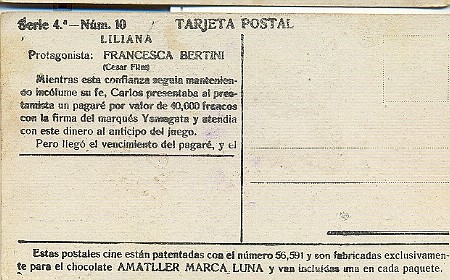 Serie 4.ª—Núm. 10 TARJETA POSTAL
LILIANA
Protagonista: FRANCESCA BERTINI
(Cesar Film)
Mientras esta confianza seguia mantenien-
do incólume su fe, Carlos presentaba al pres-
tamista un pagaré por valor de 40,000 francos
con la firma del marqués Yamagata y atendia
con este dinero al anticipo del juego.
Pero llegó el vencimiento del pagaré, y el
Estas postales cine están patentadas con el número 56,591 y son fabricadas exclusivamen-
te para el chocolate AMATLLER MARCA LUNA y van incluidas una en cada paquete.